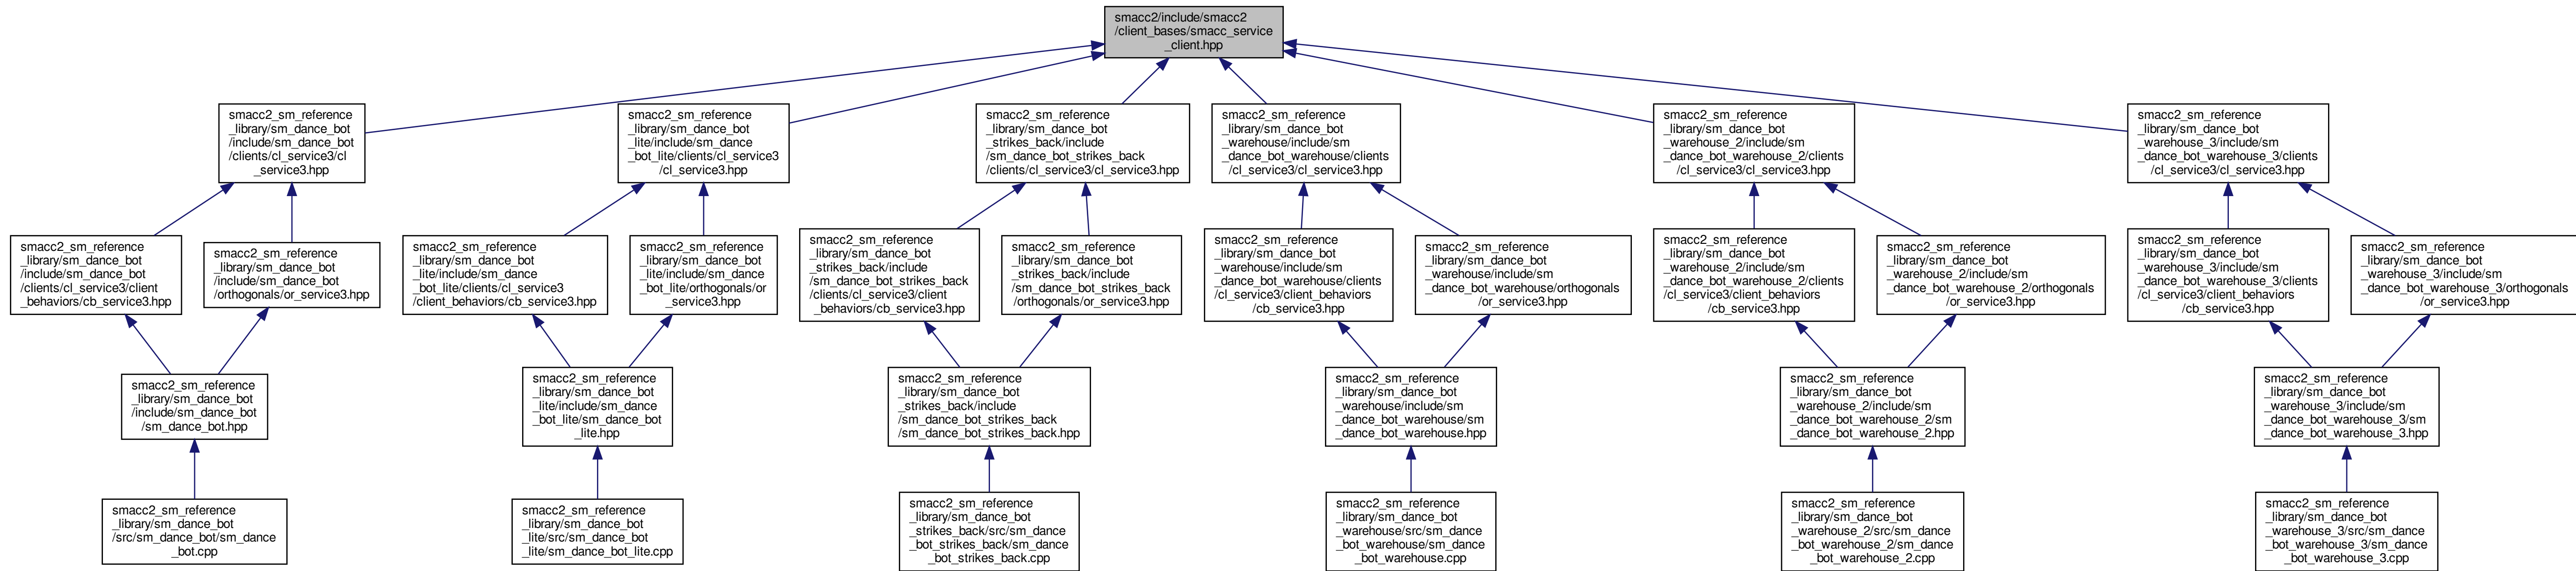 smacc2/include/smacc2
/client_bases/smacc_service
_client.hpp
smacc2_sm_reference
_library/sm_dance_bot
/include/sm_dance_bot
/clients/cl_service3/cl
_service3.hpp
smacc2_sm_reference
_library/sm_dance_bot
_lite/include/sm_dance
_bot_lite/clients/cl_service3
/cl_service3.hpp
smacc2_sm_reference
_library/sm_dance_bot
_strikes_back/include
/sm_dance_bot_strikes_back
/clients/cl_service3/cl_service3.hpp
smacc2_sm_reference
_library/sm_dance_bot
_warehouse/include/sm
_dance_bot_warehouse/clients
/cl_service3/cl_service3.hpp
smacc2_sm_reference
_library/sm_dance_bot
_warehouse_2/include/sm
_dance_bot_warehouse_2/clients
/cl_service3/cl_service3.hpp
smacc2_sm_reference
_library/sm_dance_bot
_warehouse_3/include/sm
_dance_bot_warehouse_3/clients
/cl_service3/cl_service3.hpp
smacc2_sm_reference
_library/sm_dance_bot
/include/sm_dance_bot
/clients/cl_service3/client
_behaviors/cb_service3.hpp
smacc2_sm_reference
_library/sm_dance_bot
/include/sm_dance_bot
/orthogonals/or_service3.hpp
smacc2_sm_reference
_library/sm_dance_bot
_lite/include/sm_dance
_bot_lite/clients/cl_service3
/client_behaviors/cb_service3.hpp
smacc2_sm_reference
_library/sm_dance_bot
_lite/include/sm_dance
_bot_lite/orthogonals/or
_service3.hpp
smacc2_sm_reference
_library/sm_dance_bot
_strikes_back/include
/sm_dance_bot_strikes_back
/clients/cl_service3/client
_behaviors/cb_service3.hpp
smacc2_sm_reference
_library/sm_dance_bot
_strikes_back/include
/sm_dance_bot_strikes_back
/orthogonals/or_service3.hpp
smacc2_sm_reference
_library/sm_dance_bot
_warehouse/include/sm
_dance_bot_warehouse/clients
/cl_service3/client_behaviors
/cb_service3.hpp
smacc2_sm_reference
_library/sm_dance_bot
_warehouse/include/sm
_dance_bot_warehouse/orthogonals
/or_service3.hpp
smacc2_sm_reference
_library/sm_dance_bot
_warehouse_2/include/sm
_dance_bot_warehouse_2/clients
/cl_service3/client_behaviors
/cb_service3.hpp
smacc2_sm_reference
_library/sm_dance_bot
_warehouse_2/include/sm
_dance_bot_warehouse_2/orthogonals
/or_service3.hpp
smacc2_sm_reference
_library/sm_dance_bot
_warehouse_3/include/sm
_dance_bot_warehouse_3/clients
/cl_service3/client_behaviors
/cb_service3.hpp
smacc2_sm_reference
_library/sm_dance_bot
_warehouse_3/include/sm
_dance_bot_warehouse_3/orthogonals
/or_service3.hpp
smacc2_sm_reference
_library/sm_dance_bot
/include/sm_dance_bot
/sm_dance_bot.hpp
smacc2_sm_reference
_library/sm_dance_bot
_lite/include/sm_dance
_bot_lite/sm_dance_bot
_lite.hpp
smacc2_sm_reference
_library/sm_dance_bot
_strikes_back/include
/sm_dance_bot_strikes_back
/sm_dance_bot_strikes_back.hpp
smacc2_sm_reference
_library/sm_dance_bot
_warehouse/include/sm
_dance_bot_warehouse/sm
_dance_bot_warehouse.hpp
smacc2_sm_reference
_library/sm_dance_bot
_warehouse_2/include/sm
_dance_bot_warehouse_2/sm
_dance_bot_warehouse_2.hpp
smacc2_sm_reference
_library/sm_dance_bot
_warehouse_3/include/sm
_dance_bot_warehouse_3/sm
_dance_bot_warehouse_3.hpp
smacc2_sm_reference
_library/sm_dance_bot
/src/sm_dance_bot/sm_dance
_bot.cpp
smacc2_sm_reference
_library/sm_dance_bot
_lite/src/sm_dance_bot
_lite/sm_dance_bot_lite.cpp
smacc2_sm_reference
_library/sm_dance_bot
_strikes_back/src/sm_dance
_bot_strikes_back/sm_dance
_bot_strikes_back.cpp
smacc2_sm_reference
_library/sm_dance_bot
_warehouse/src/sm_dance
_bot_warehouse/sm_dance
_bot_warehouse.cpp
smacc2_sm_reference
_library/sm_dance_bot
_warehouse_2/src/sm_dance
_bot_warehouse_2/sm_dance
_bot_warehouse_2.cpp
smacc2_sm_reference
_library/sm_dance_bot
_warehouse_3/src/sm_dance
_bot_warehouse_3/sm_dance
_bot_warehouse_3.cpp